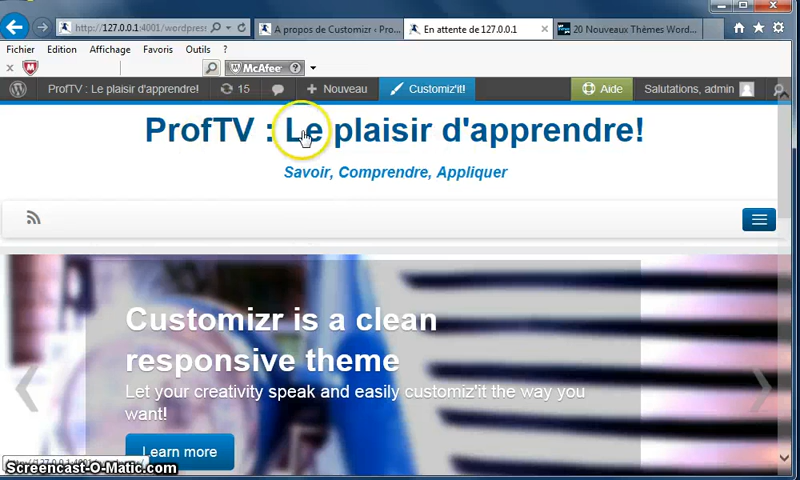 http://127.0.0.1:4001/wordpress
A propos de Customizr ‹ Pro...
En attente de 127.0.0.1
20 Nouveaux Thèmes Word...
Fichier Edition Affichage Favoris Outils ?
McAfee
ProfTV : Le plaisir d'apprendre! 15 Nouveau Customiz'it! Aide Salutations, admin
ProfTV : Le plaisir d'apprendre!
Savoir, Comprendre, Appliquer
Customizr is a clean
responsive theme
Let your creativity speak and easily customiz'it the way you
want!
Learn more
Screencast-O-Matic.com